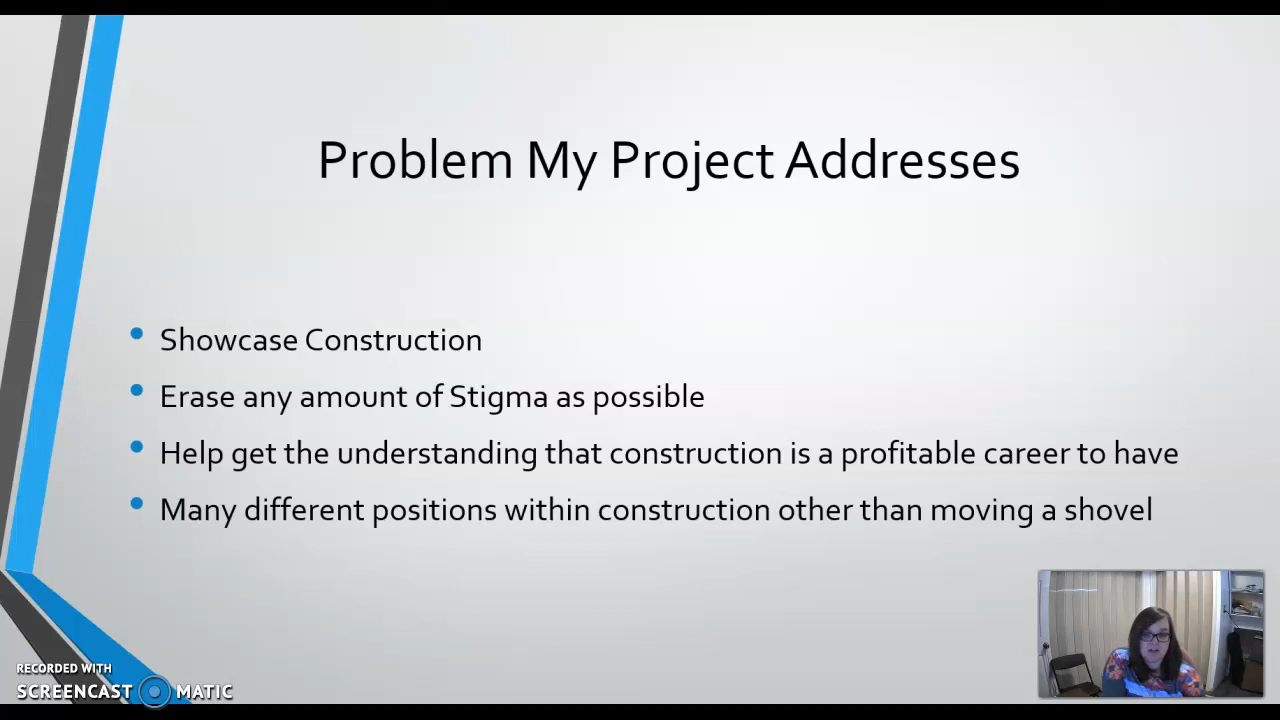 Problem My Project Addresses
Showcase Construction
Erase any amount of Stigma as possible
Help get the understanding that construction is a profitable career to have
Many different positions within construction other than moving a shovel
RECORDED WITH
SCREENCAST MATIC